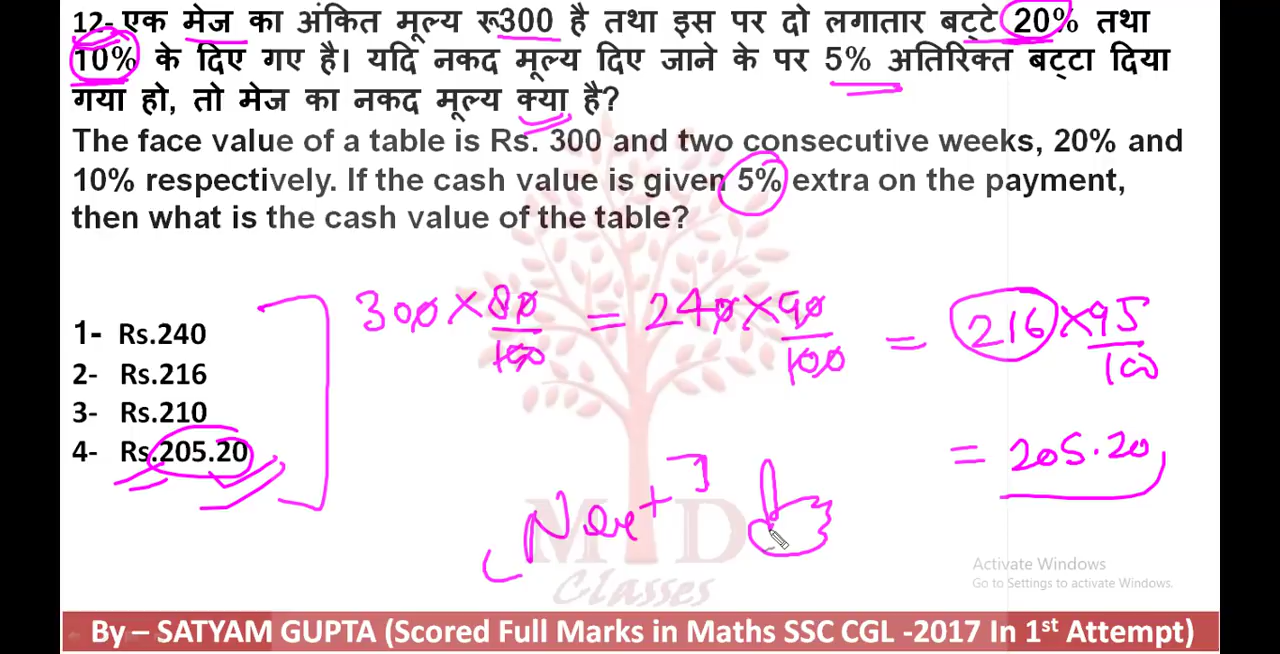 12- एक मेज का अंकित मूल्य रू300 है तथा इस पर दो लगातार बट्टे 20% तथा
10% के दिए गए है। यदि नकद मूल्य दिए जाने के पर 5% अतिरिक्त बट्टा दिया
गया हो, तो मेज का नकद मूल्य क्या है?
The face value of a table is Rs. 300 and two consecutive weeks, 20% and
10% respectively. If the cash value is given 5% extra on the payment,
then what is the cash value of the table?
300 × 80/100 = 240 × 90/100 = 216 × 95/100
= 205.20
1- Rs.240
2- Rs.216
3- Rs.210
4- Rs.205.20
Next
M D
Classes
Activate Windows
Go to Settings to activate Windows.
By – SATYAM GUPTA (Scored Full Marks in Maths SSC CGL -2017 In 1st Attempt)